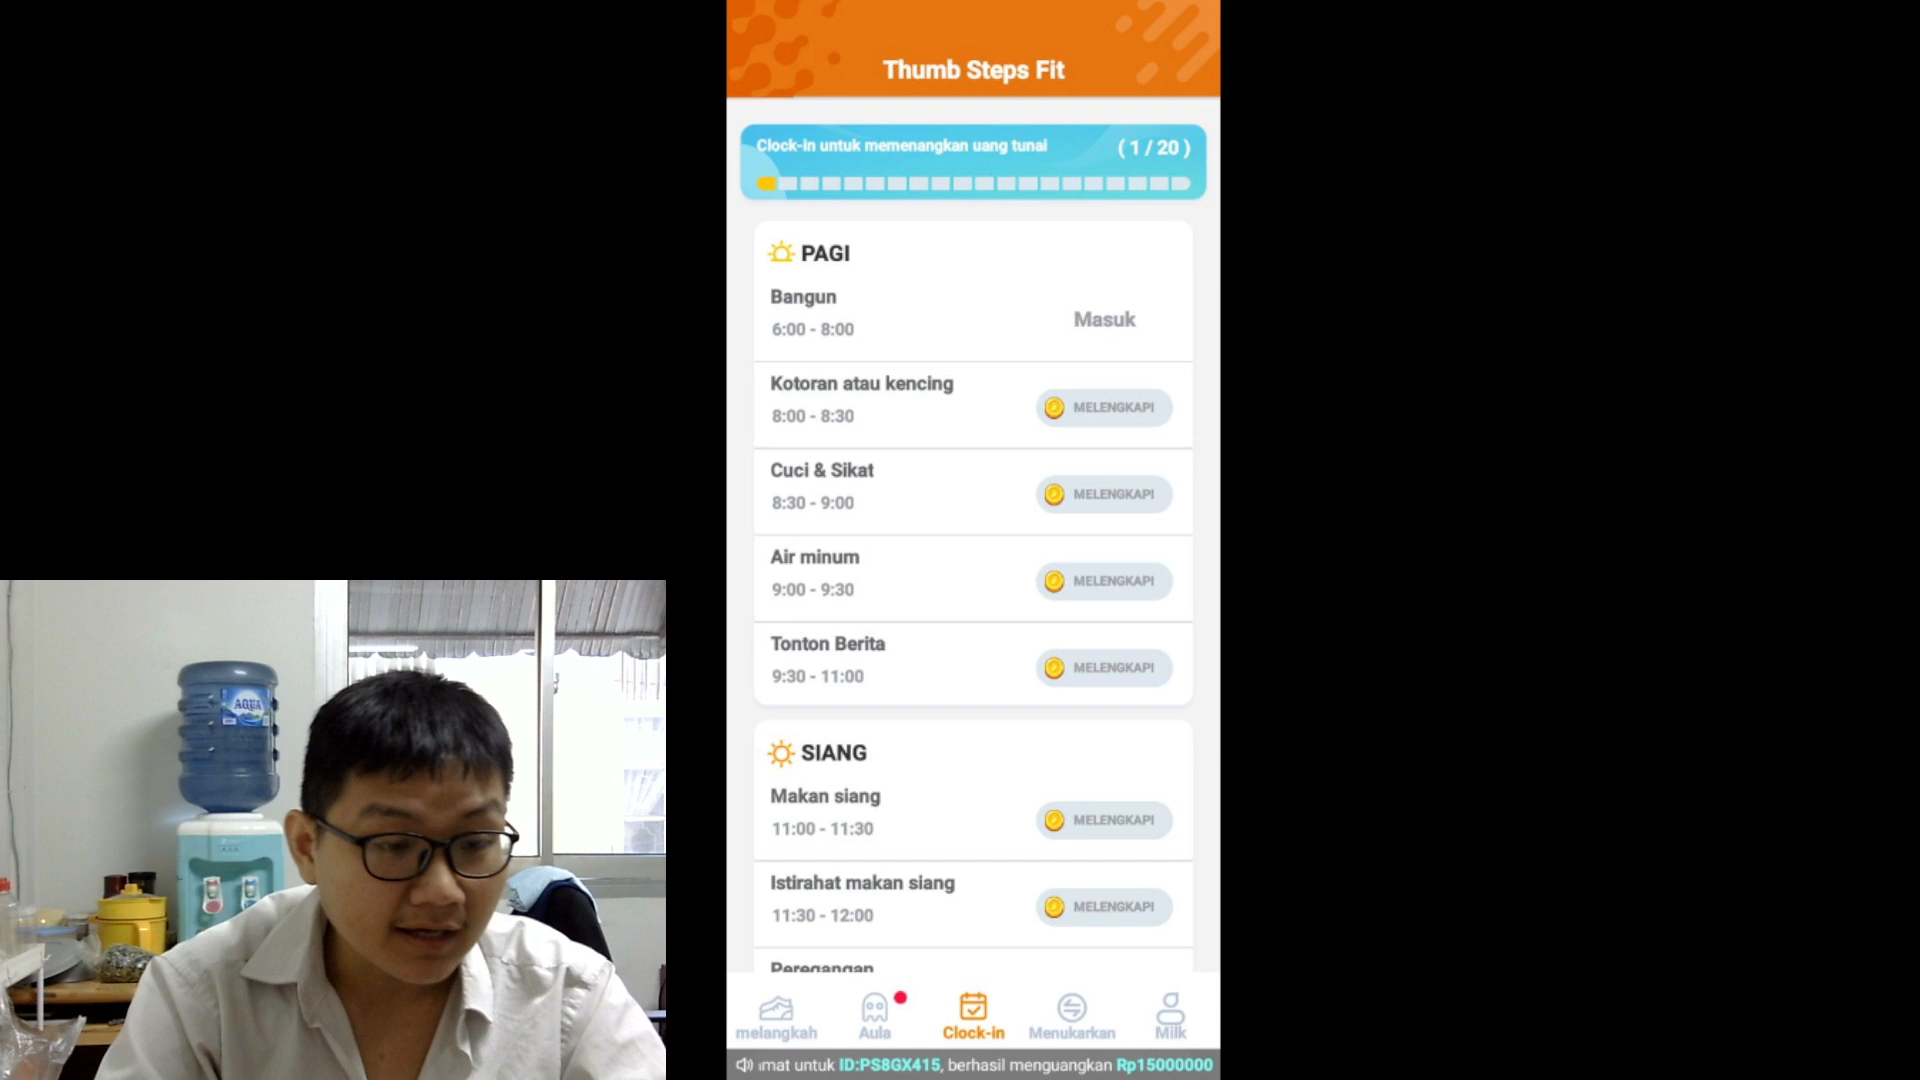 Thumb Steps Fit
Clock-in untuk memenangkan uang tunai
( 1 / 20 )
PAGI
Bangun
6:00 - 8:00
Masuk
Kotoran atau kencing
8:00 - 8:30
MELENGKAPI
Cuci & Sikat
8:30 - 9:00
MELENGKAPI
Air minum
9:00 - 9:30
MELENGKAPI
Tonton Berita
9:30 - 11:00
MELENGKAPI
SIANG
Makan siang
11:00 - 11:30
MELENGKAPI
Istirahat makan siang
11:30 - 12:00
MELENGKAPI
Peregangan
melangkah
Aula
Clock-in
Menukarkan
Milk
untuk ID:PS8GX415, berhasil menguangkan Rp15000000
AQUA